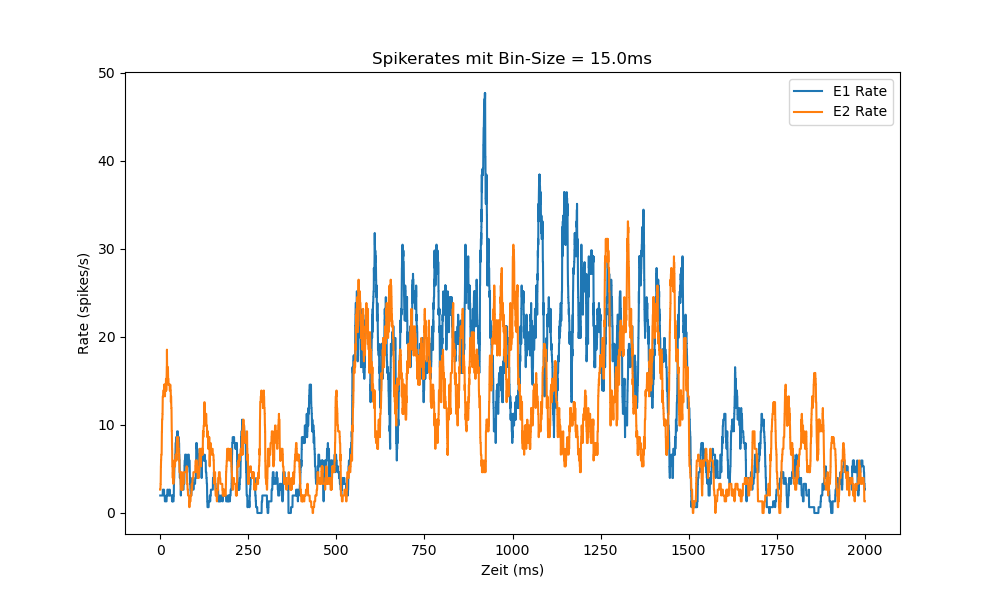 Spikerates mit Bin-Size = 15.0ms
50
40
30
20
10
0
Rate (spikes/s)
E1 Rate
E2 Rate
0 250 500 750 1000 1250 1500 1750 2000
Zeit (ms)